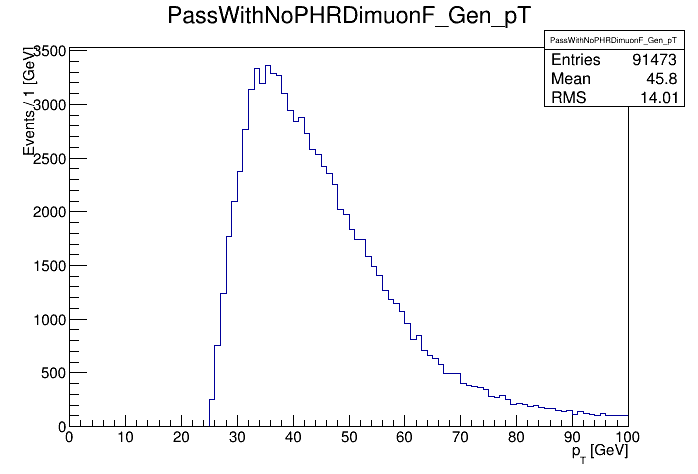 PassWithNoPHRDimuonF_Gen_pT
PassWithNoPHRDimuonF_Gen_pT
Entries 91473
Mean 45.8
RMS 14.01
Events / 1 [GeV]
3500
3000
2500
2000
1500
1000
500
0
0 10 20 30 40 50 60 70 80 90 100
p_T [GeV]